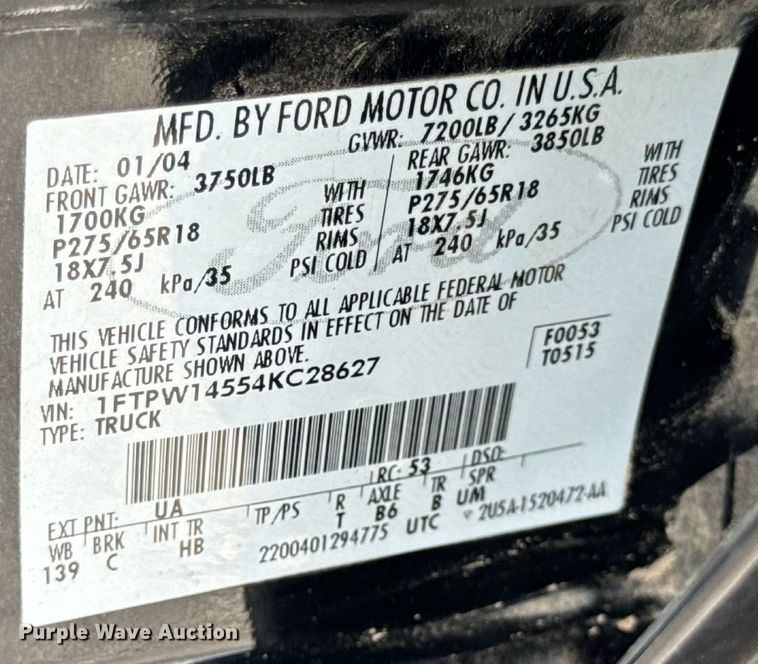 MFD. BY FORD MOTOR CO. IN U.S.A.
DATE: 01/04 GVWR: 7200LB/ 3265KG
FRONT GAWR: 3750LB REAR GAWR: 3850LB
1700KG WITH 1746KG WITH
P275/65R18 TIRES P275/65R18 TIRES
18X7.5J RIMS 18X7.5J RIMS
AT 240 kPa/35 PSI COLD AT 240 kPa/35 PSI COLD
Ford
THIS VEHICLE CONFORMS TO ALL APPLICABLE FEDERAL MOTOR
VEHICLE SAFETY STANDARDS IN EFFECT ON THE DATE OF
MANUFACTURE SHOWN ABOVE.
VIN: 1FTPW14554KC28627 F0053
TYPE: TRUCK T0515
EXT PNT: UA RC: 53 DSO:
WB BRK INT TR TP/PS R AXLE TR SPR
139 C HB T B6 B UM
2200401294775 UTC 2U5A-1520472-AA
Purple Wave Auction